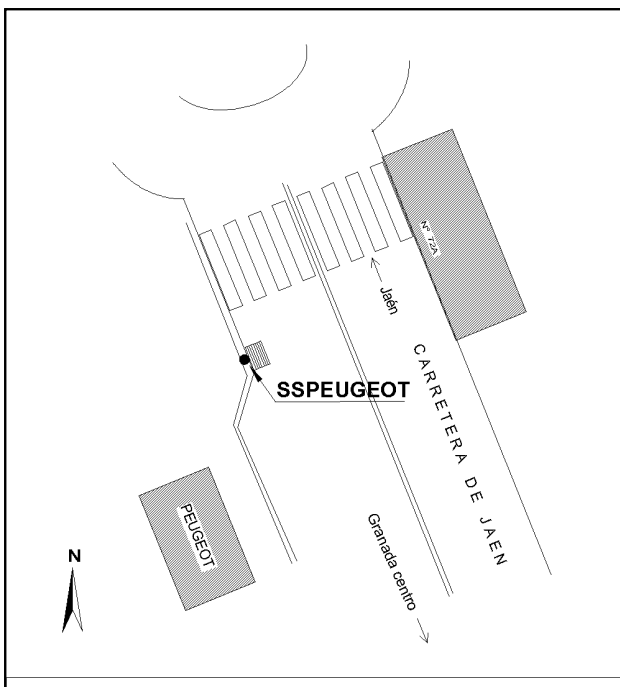 Nº 72A
Jaén
SSPEUGEOT
CARRETERA DE JAEN
PEUGEOT
Granada centro
N